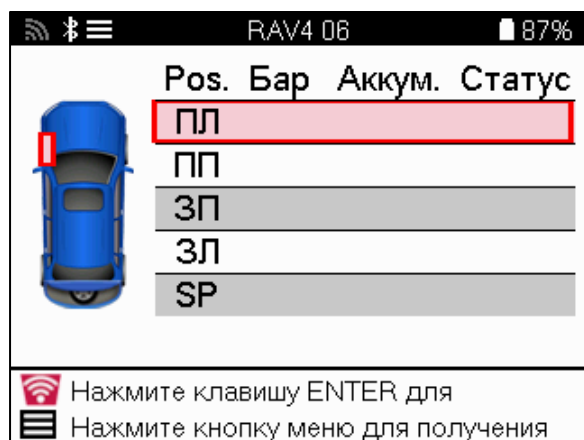 RAV4 06 87%
Pos. Бар Аккум. Статус
ПЛ
ПП
ЗП
ЗЛ
SP
Нажмите клавишу ENTER для
Нажмите кнопку меню для получения